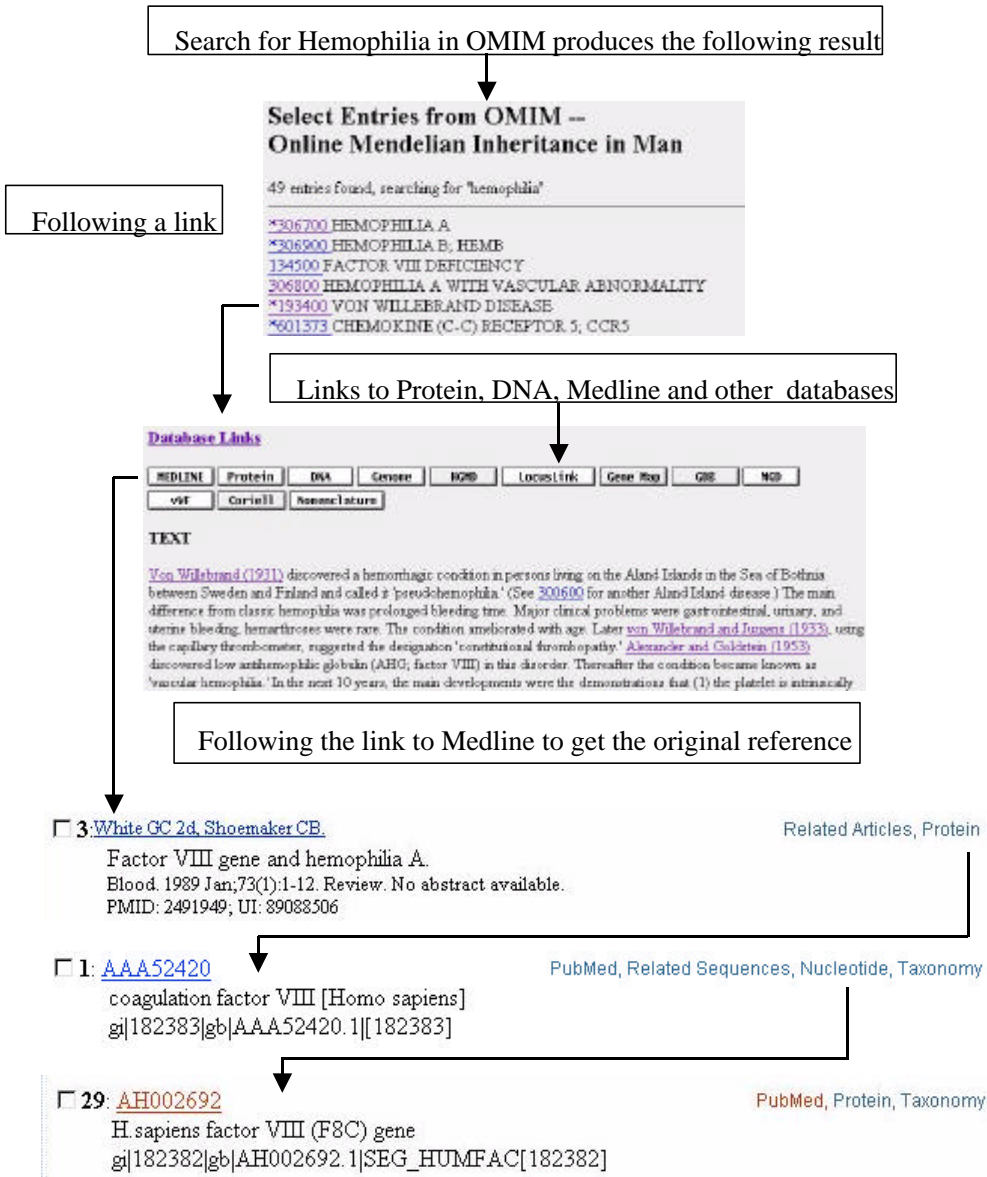 Search for Hemophilia in OMIM produces the following result
Select Entries from OMIM --
Online Mendelian Inheritance in Man
49 entries found, searching for "hemophilia"
Following a link
*306700 HEMOPHILIA A
*306900 HEMOPHILIA B; HEMB
134500 FACTOR VIII DEFICIENCY
306800 HEMOPHILIA A WITH VASCULAR ABNORMALITY
*193400 VON WILLEBRAND DISEASE
*601373 CHEMOKINE (C-C) RECEPTOR 5; CCR5
Links to Protein, DNA, Medline and other databases
Database Links
MEDLINE Protein DNA Genome HGMD LocusLink Gene Map GDB MGD
vWF Coriell Nomenclature
TEXT
Von Willebrand (1931) discovered a hemorrhagic condition in persons living on the Aland Islands in the Sea of Bothnia
between Sweden and Finland and called it 'pseudohemophilia.' (See 300600 for another Aland Island disease.) The main
difference from classic hemophilia was prolonged bleeding time. Major clinical problems were gastrointestinal, urinary, and
uterine bleeding, hemarthroses were rare. The condition ameliorated with age. Later von Willebrand and Jurgens (1933), using
the capillary thrombometer, suggested the designation 'constitutional thrombopathy.' Alexander and Goldstein (1953)
discovered low antihemophilic globulin (AHG; factor VIII) in this disorder. Thereafter the condition became known as
'vascular hemophilia.' In the next 10 years, the main developments were the demonstrations that (1) the platelet is intrinsically
Following the link to Medline to get the original reference
3: White GC 2d, Shoemaker CB. Related Articles, Protein
Factor VIII gene and hemophilia A.
Blood. 1989 Jan;73(1):1-12. Review. No abstract available.
PMID: 2491949; UI: 89088506
1: AAA52420 PubMed, Related Sequences, Nucleotide, Taxonomy
coagulation factor VIII [Homo sapiens]
gi|182383|gb|AAA52420.1|[182383]
29: AH002692 PubMed, Protein, Taxonomy
H.sapiens factor VIII (F8C) gene
gi|182382|gb|AH002692.1|SEG_HUMFAC[182382]